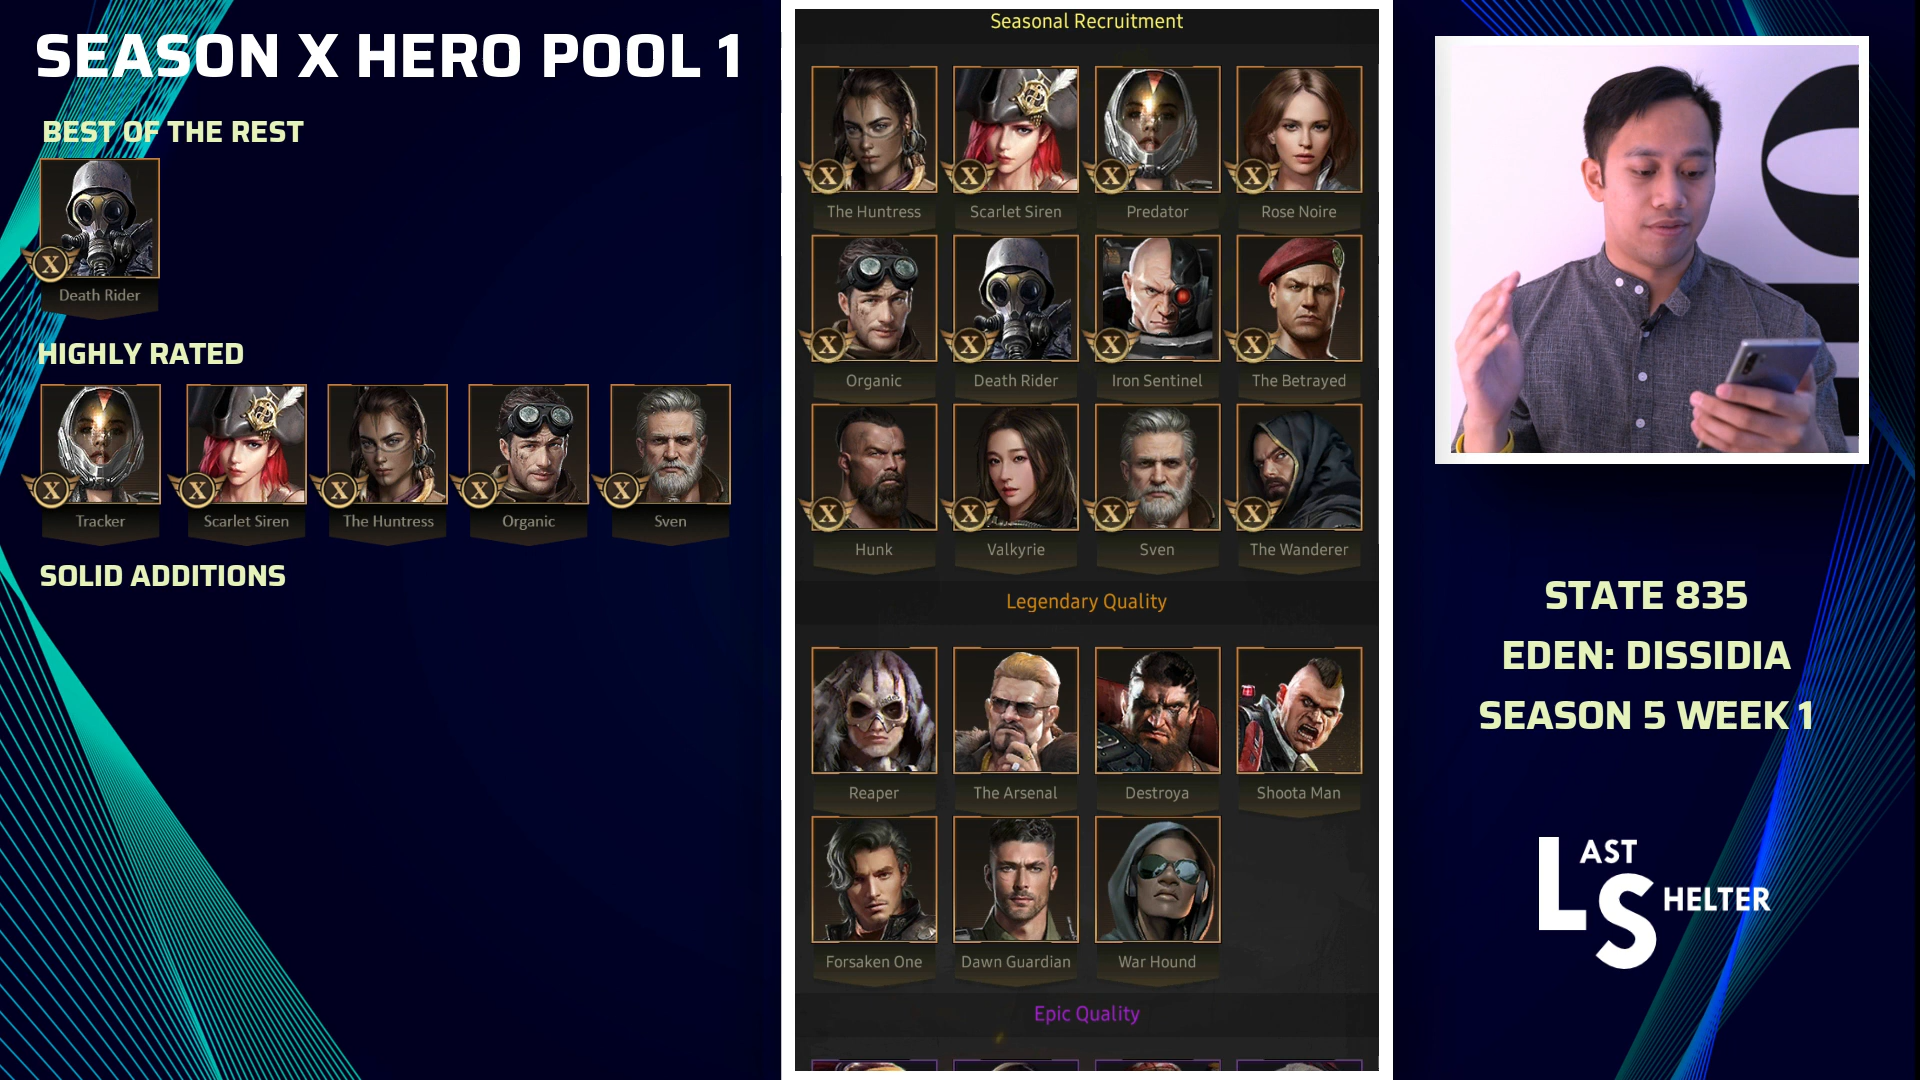 SEASON X HERO POOL 1
BEST OF THE REST
X
Death Rider
HIGHLY RATED
X X X X X
Tracker Scarlet Siren The Huntress Organic Sven
SOLID ADDITIONS
Seasonal Recruitment
X X X X
The Huntress Scarlet Siren Predator Rose Noire
X X X X
Organic Death Rider Iron Sentinel The Betrayed
X X X X
Hunk Valkyrie Sven The Wanderer
Legendary Quality
Reaper The Arsenal Destroya Shoota Man
Forsaken One Dawn Guardian War Hound
Epic Quality
STATE 835
EDEN: DISSIDIA
SEASON 5 WEEK 1
LAST
SHELTER